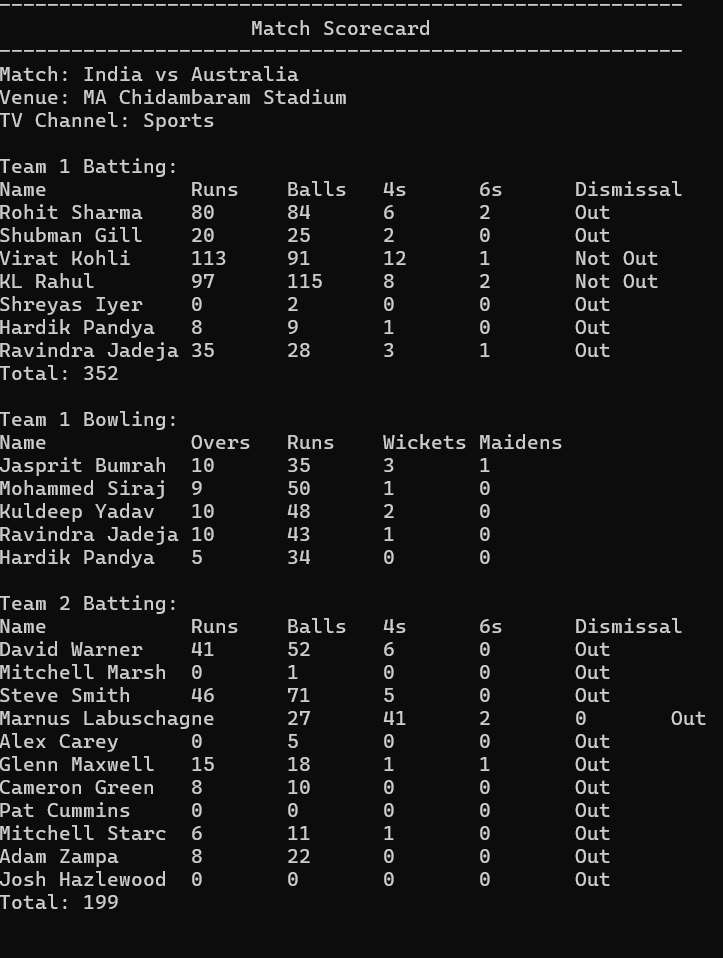 ---------------------------------------------------------
                     Match Scorecard
---------------------------------------------------------
Match: India vs Australia
Venue: MA Chidambaram Stadium
TV Channel: Sports

Team 1 Batting:
Name            Runs    Balls   4s      6s      Dismissal
Rohit Sharma    80      84      6       2       Out
Shubman Gill    20      25      2       0       Out
Virat Kohli     113     91      12      1       Not Out
KL Rahul        97      115     8       2       Not Out
Shreyas Iyer    0       2       0       0       Out
Hardik Pandya   8       9       1       0       Out
Ravindra Jadeja 35      28      3       1       Out
Total: 352

Team 1 Bowling:
Name            Overs   Runs    Wickets Maidens
Jasprit Bumrah  10      35      3       1
Mohammed Siraj  9       50      1       0
Kuldeep Yadav   10      48      2       0
Ravindra Jadeja 10      43      1       0
Hardik Pandya   5       34      0       0

Team 2 Batting:
Name            Runs    Balls   4s      6s      Dismissal
David Warner    41      52      6       0       Out
Mitchell Marsh  0       1       0       0       Out
Steve Smith     46      71      5       0       Out
Marnus Labuschagne      27      41      2       0       Out
Alex Carey      0       5       0       0       Out
Glenn Maxwell   15      18      1       1       Out
Cameron Green   8       10      0       0       Out
Pat Cummins     0       0       0       0       Out
Mitchell Starc  6       11      1       0       Out
Adam Zampa      8       22      0       0       Out
Josh Hazlewood  0       0       0       0       Out
Total: 199